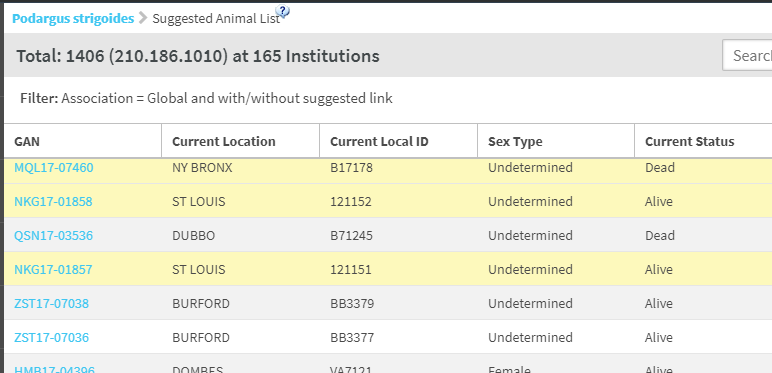 Podargus strigoides > Suggested Animal List ?
Total: 1406 (210.186.1010) at 165 Institutions Search
Filter: Association = Global and with/without suggested link
GAN Current Location Current Local ID Sex Type Current Status
MQL17-07460 NY BRONX B17178 Undetermined Dead
NKG17-01858 ST LOUIS 121152 Undetermined Alive
QSN17-03536 DUBBO B71245 Undetermined Dead
NKG17-01857 ST LOUIS 121151 Undetermined Alive
ZST17-07038 BURFORD BB3379 Undetermined Alive
ZST17-07036 BURFORD BB3377 Undetermined Alive
HMB17-04396 DOMBES VA7121 Female Alive